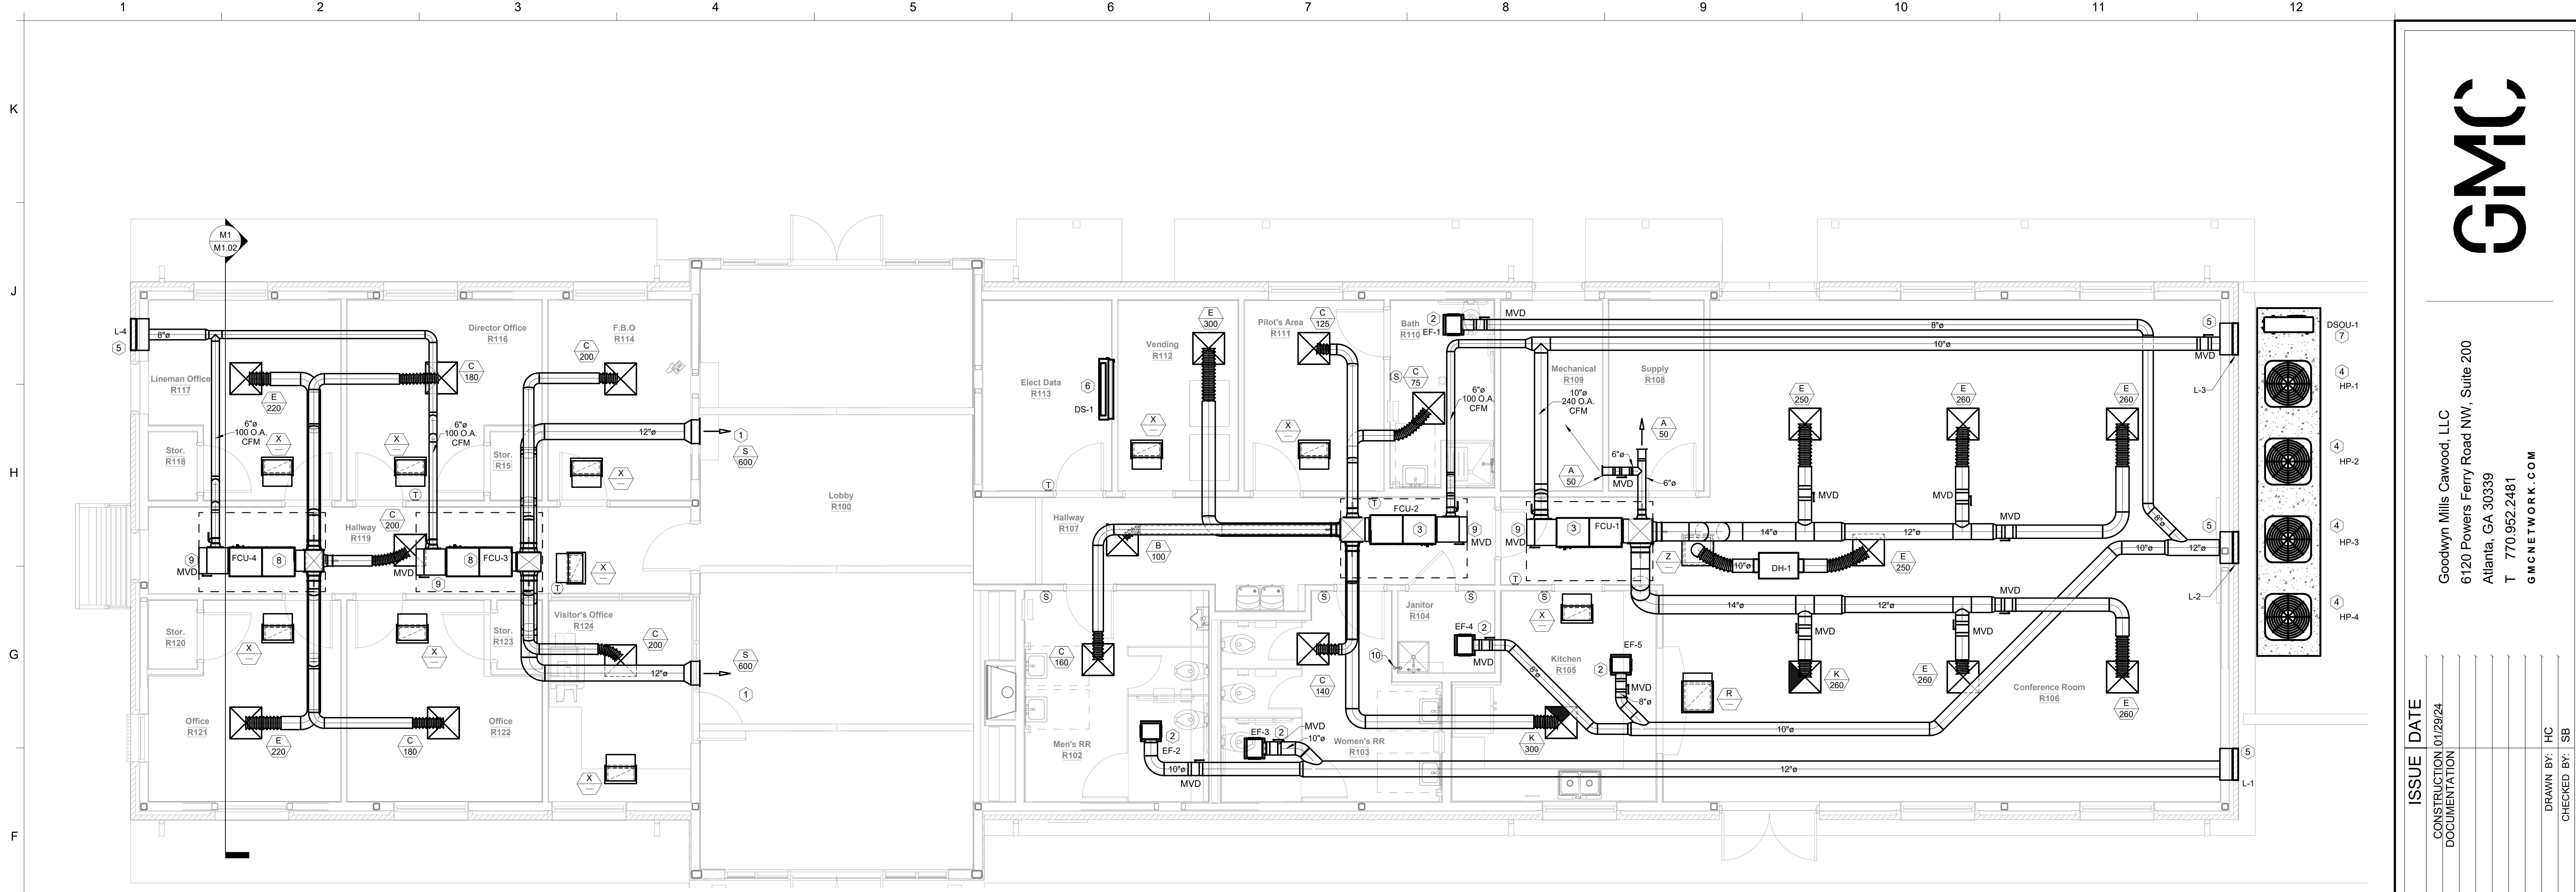 1
2
3
4
5
6
7
8
9
10
11
12
K
J
H
G
F
M1
M1.02
L-4
5
8"ø
Lineman Office
R117
Director Office
R116
F.B.O
R114
C
180
C
200
E
220
6"ø
100 O.A.
CFM
6"ø
100 O.A.
CFM
X
—
X
—
X
—
Stor.
R118
Stor.
R15
12"ø
1
S
600
T
Hallway
R119
C
200
9
MVD
FCU-4
8
MVD
9
FCU-3
8
T
X
—
Stor.
R120
X
—
X
—
Stor.
R123
Visitor's Office
R124
C
200
S
600
12"ø
1
Office
R121
E
220
C
180
Office
R122
X
—
Lobby
R100
Elect Data
R113
6
DS-1
T
Vending
R112
E
300
X
—
Pilot's Area
R111
C
125
X
—
Bath
R110
2
EF-1
MVD
S
C
75
6"ø
100 O.A.
CFM
8"ø
10"ø
Mechanical
R109
10"ø
240 O.A.
CFM
Supply
R108
A
50
A
50
6"ø
MVD
6"ø
5
MVD
L-3
DSOU-1
7
4
HP-1
4
HP-2
4
HP-3
4
HP-4
E
250
E
260
E
260
MVD
MVD
MVD
Hallway
R107
B
100
T
FCU-2
3
9
MVD
9
MVD
3
FCU-1
14"ø
12"ø
8"ø
5
10"ø
12"ø
L-2
Z
—
10"ø
DH-1
E
250
T
S
S
S
S
Janitor
R104
14"ø
12"ø
MVD
MVD
MVD
EF-4
2
MVD
10
X
—
EF-5
2
MVD
8"ø
8"ø
Kitchen
R105
R
—
K
260
E
260
E
260
Conference Room
R106
C
160
C
140
K
300
10"ø
Men's RR
R102
2
EF-2
10"ø
MVD
EF-3
2
MVD
10"ø
Women's RR
R103
12"ø
5
L-1
GMC
Goodwyn Mills Cawood, LLC
6120 Powers Ferry Road NW, Suite 200
Atlanta, GA 30339
T 770.952.2481
GMCNETWORK.COM
ISSUE DATE
CONSTRUCTION 01/29/24
DOCUMENTATION
DRAWN BY: HC
CHECKED BY: SB